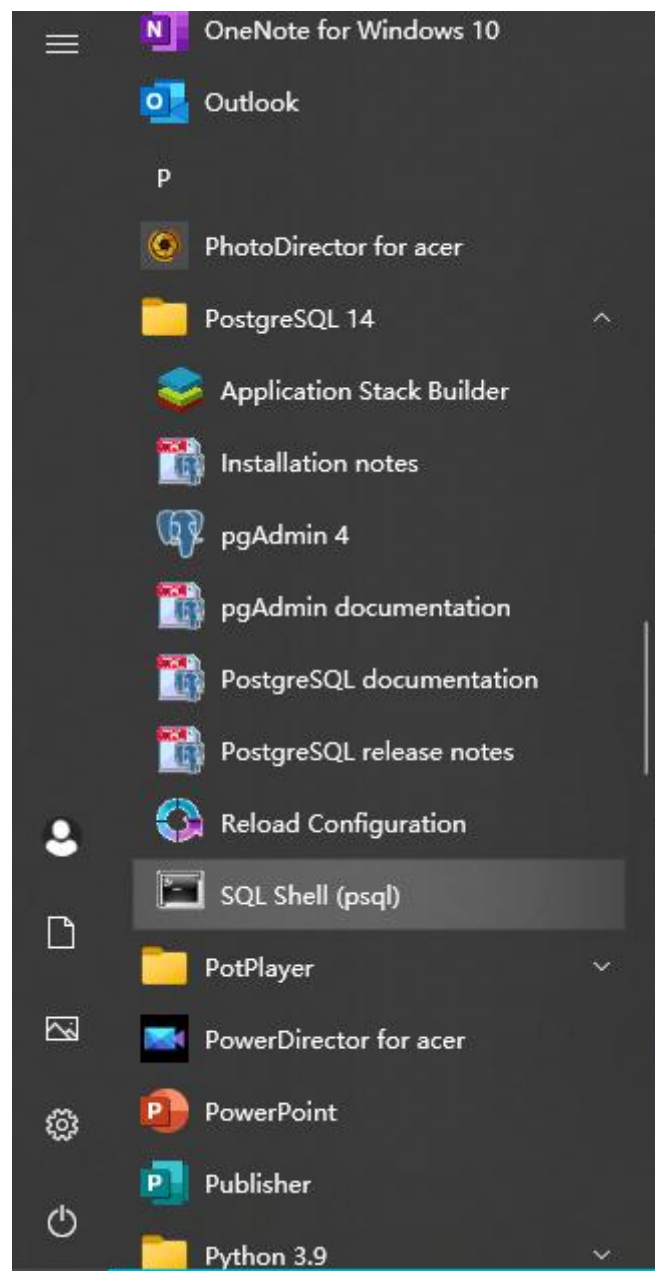 OneNote for Windows 10
Outlook
P
PhotoDirector for acer
PostgreSQL 14
Application Stack Builder
Installation notes
pgAdmin 4
pgAdmin documentation
PostgreSQL documentation
PostgreSQL release notes
Reload Configuration
SQL Shell (psql)
PotPlayer
PowerDirector for acer
PowerPoint
Publisher
Python 3.9